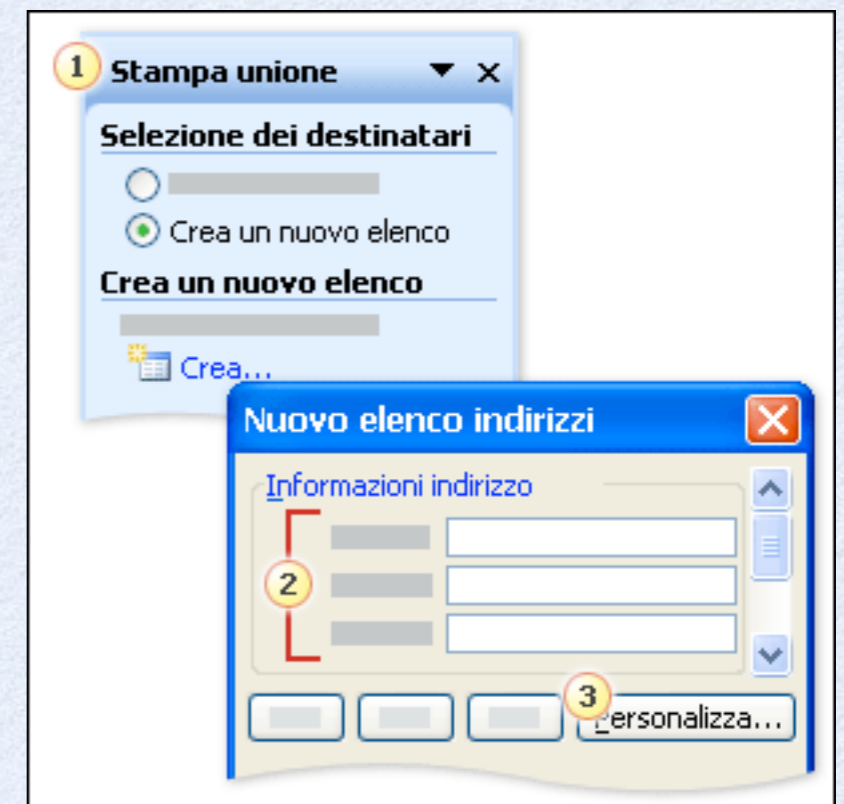 1 Stampa unione
Selezione dei destinatari
Crea un nuovo elenco
Crea un nuovo elenco
Crea...
Nuovo elenco indirizzi
Informazioni indirizzo
2
3
Personalizza...